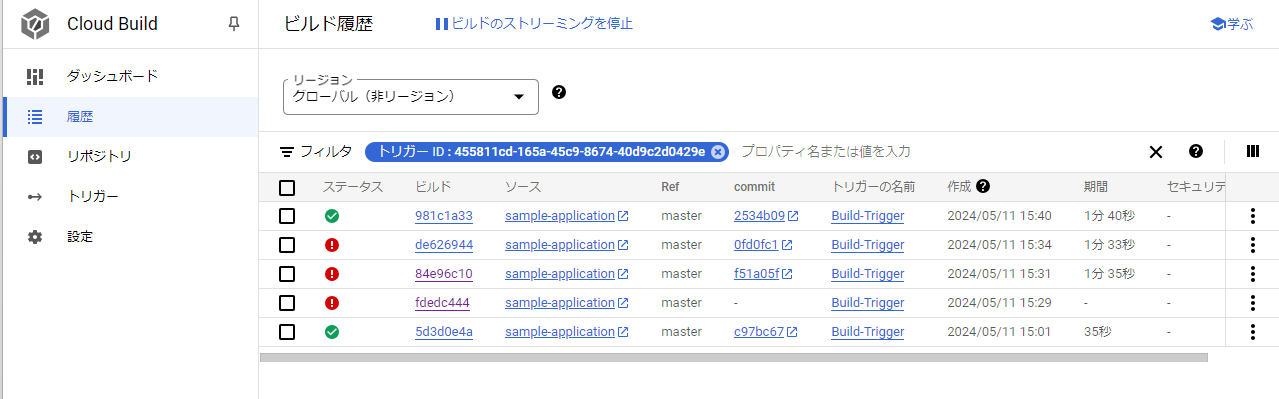 Cloud Build
ビルド履歴
ビルドのストリーミングを停止
学ぶ
ダッシュボード
履歴
リポジトリ
トリガー
設定
リージョン
グローバル（非リージョン）
フィルタ トリガー ID : 455811cd-165a-45c9-8674-40d9c2d0429e プロパティ名または値を入力
ステータス ビルド ソース Ref commit トリガーの名前 作成 期間 セキュリテ
981c1a33 sample-application master 2534b09 Build-Trigger 2024/05/11 15:40 1分 40秒 -
de626944 sample-application master 0fd0fc1 Build-Trigger 2024/05/11 15:34 1分 33秒 -
84e96c10 sample-application master f51a05f Build-Trigger 2024/05/11 15:31 1分 35秒 -
fdedc444 sample-application master - Build-Trigger 2024/05/11 15:29 - -
5d3d0e4a sample-application master c97bc67 Build-Trigger 2024/05/11 15:01 35秒 -